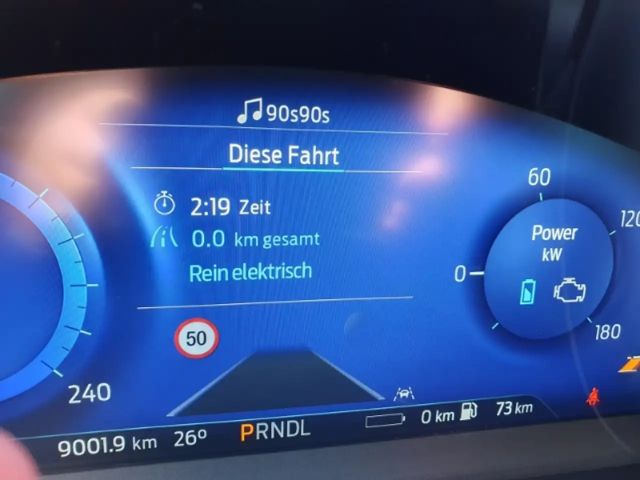 90s90s
Diese Fahrt
2:19 Zeit
0.0 km gesamt
Rein elektrisch
50
240
60
120
Power
kW
0
180
9001.9 km 26° PRNDL 0 km 73 km